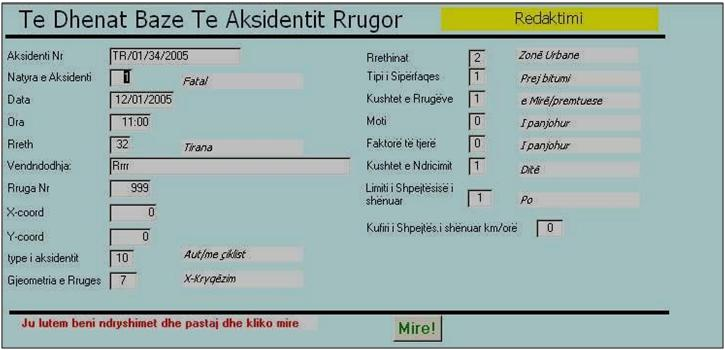 Te Dhenat Baze Te Aksidentit Rrugor
Redaktimi
Aksidenti Nr TR/01/34/2005
Natyra e Aksidenti 1 Fatal
Data 12/01/2005
Ora 11:00
Rreth 32 Tirana
Vendndodhja: Rrrr
Rruga Nr 999
X-coord 0
Y-coord 0
type i aksidentit 10 Aut/me çiklist
Gjeometria e Rruges 7 X-Kryqëzim
Rrethinat 2 Zonë Urbane
Tipi i Sipërfaqes 1 Prej bitumi
Kushtet e Rrugëve 1 e Mirë/premtuese
Moti 0 I panjohur
Faktorë të tjerë 0 I panjohur
Kushtet e Ndricimit 1 Ditë
Limiti i Shpejtësisë i
shënuar 1 Po
Kufiri i Shpejtës.i shënuar km/orë 0
Ju lutem beni ndryshimet dhe pastaj dhe kliko mire
Mire!